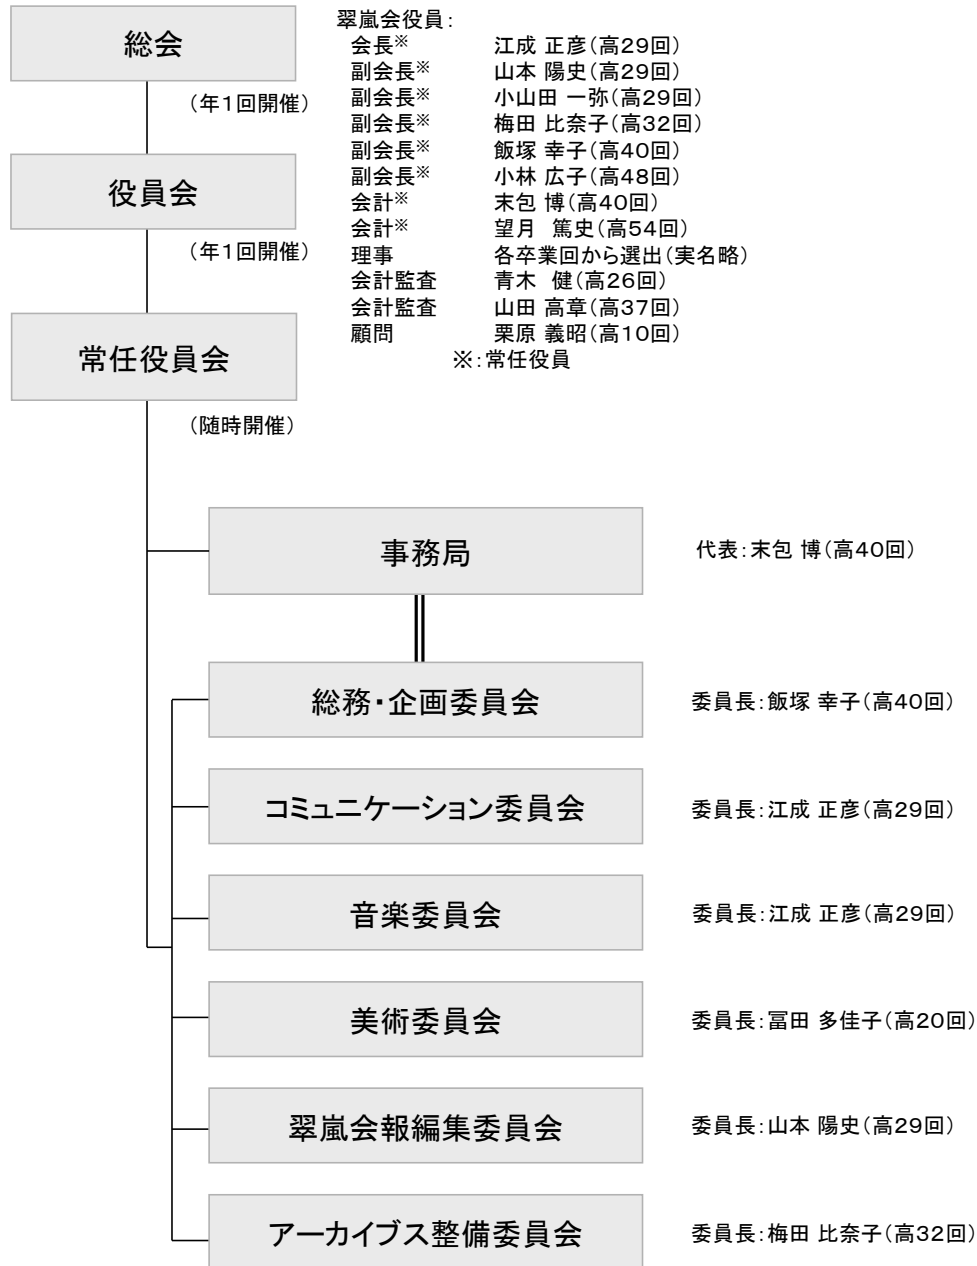 総会
(年1回開催)
役員会
(年1回開催)
常任役員会
(随時開催)
翠嵐会役員:
会長※ 江成 正彦(高29回)
副会長※ 山本 陽史(高29回)
副会長※ 小山田 一弥(高29回)
副会長※ 梅田 比奈子(高32回)
副会長※ 飯塚 幸子(高40回)
副会長※ 小林 広子(高48回)
会計※ 末包 博(高40回)
会計※ 望月 篤史(高54回)
理事 各卒業回から選出(実名略)
会計監査 青木 健(高26回)
会計監査 山田 高章(高37回)
顧問 栗原 義昭(高10回)
※:常任役員
事務局 代表:末包 博(高40回)
総務・企画委員会 委員長:飯塚 幸子(高40回)
コミュニケーション委員会 委員長:江成 正彦(高29回)
音楽委員会 委員長:江成 正彦(高29回)
美術委員会 委員長:冨田 多佳子(高20回)
翠嵐会報編集委員会 委員長:山本 陽史(高29回)
アーカイブス整備委員会 委員長:梅田 比奈子(高32回)